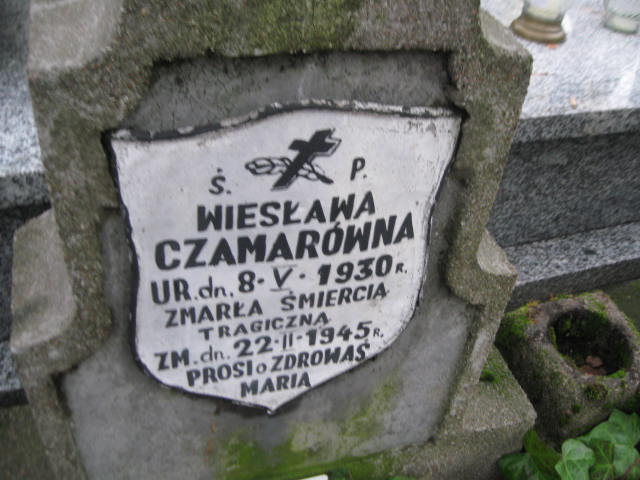 Ś. P.
WIESŁAWA
CZAMARÓWNA
UR. dn. 8·V·1930 r.
ZMARŁA ŚMIERCIĄ
TRAGICZNĄ
ZM. dn. 22·II·1945 r.
PROSI o ZDROWAŚ
MARIA